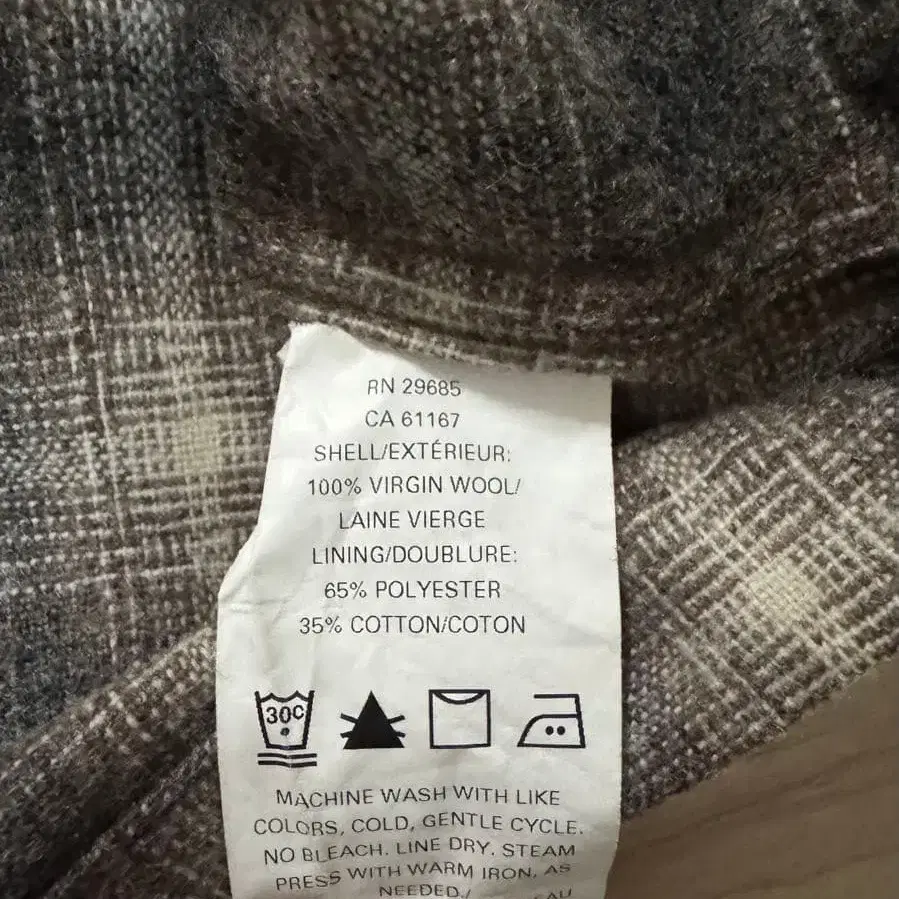 RN 29685
CA 61167
SHELL/EXTÉRIEUR:
100% VIRGIN WOOL/
LAINE VIERGE
LINING/DOUBLURE:
65% POLYESTER
35% COTTON/COTON
30C
MACHINE WASH WITH LIKE
COLORS, COLD, GENTLE CYCLE.
NO BLEACH. LINE DRY. STEAM
PRESS WITH WARM IRON, AS
NEEDED./